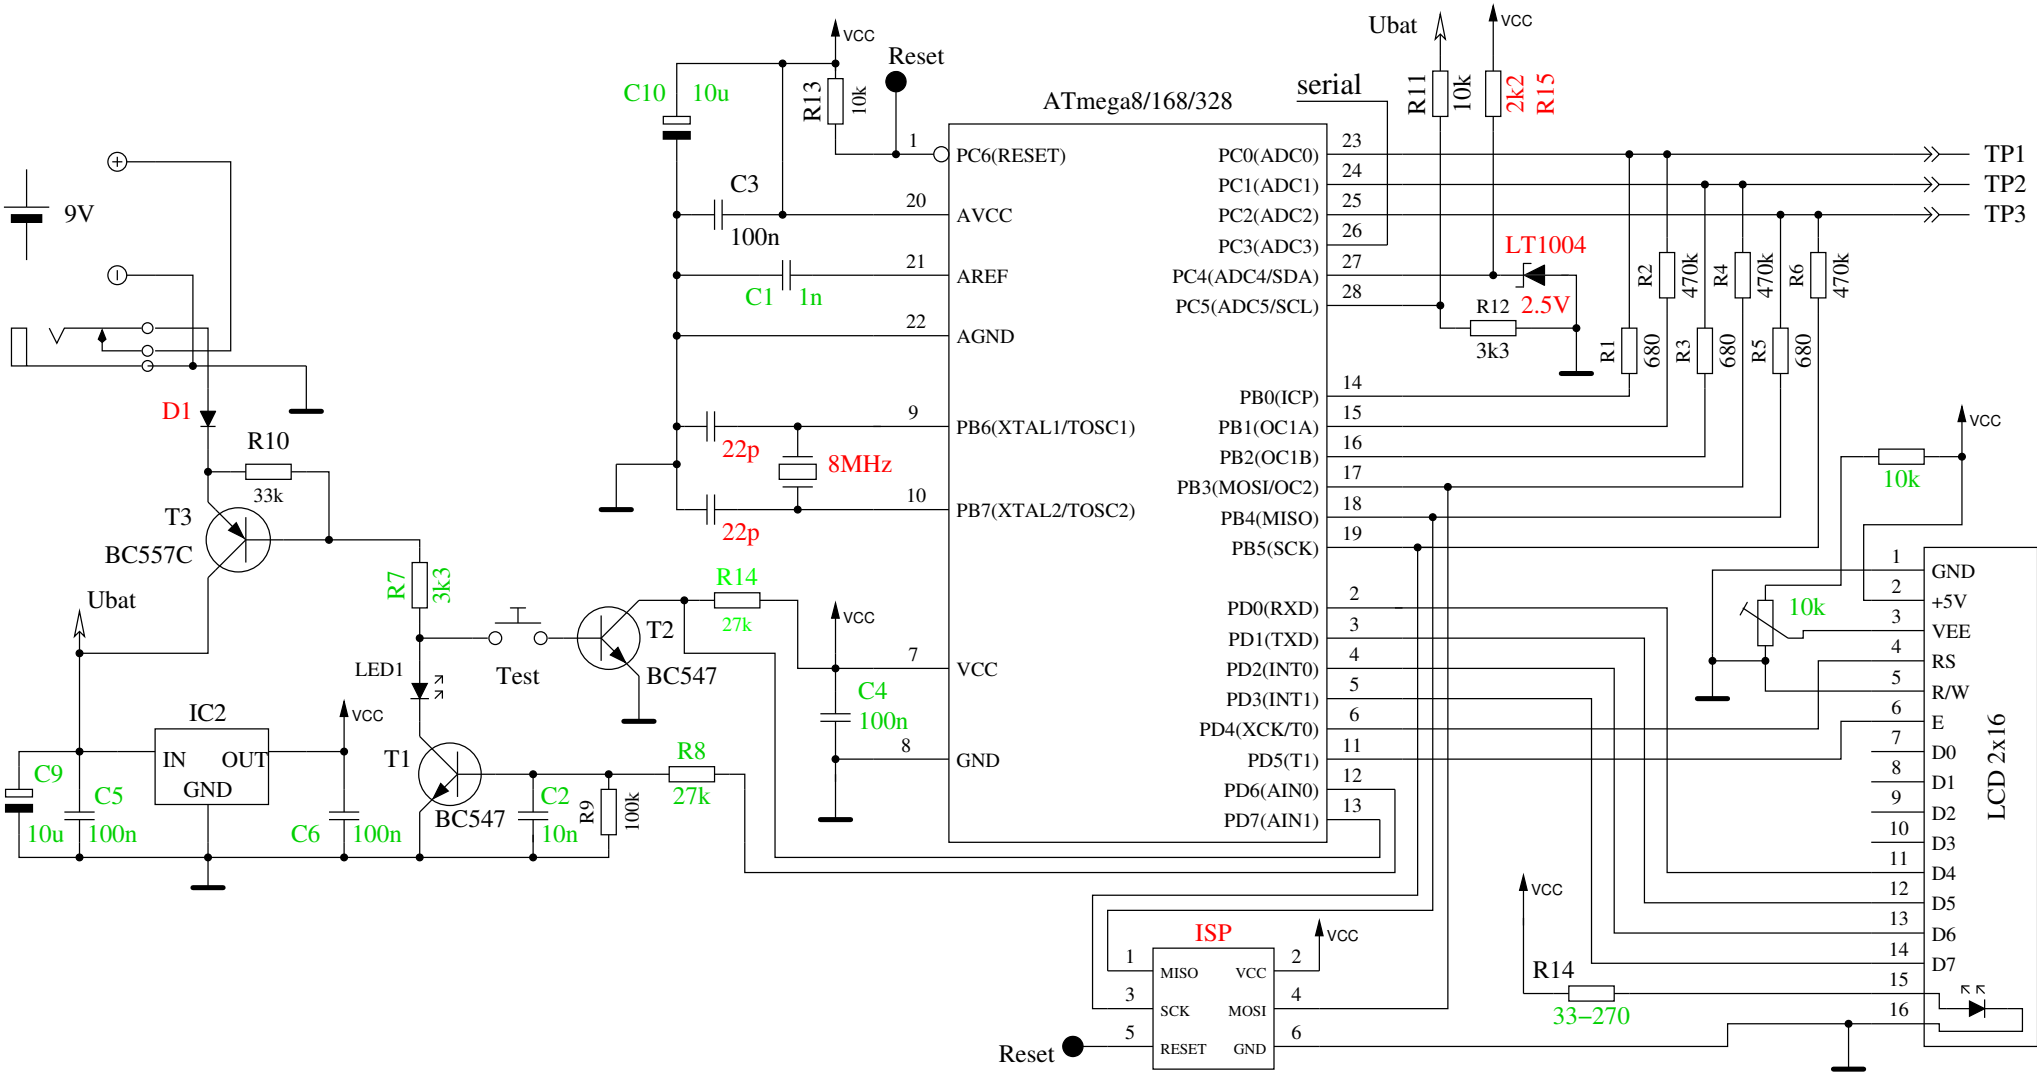 9V
D1
R10
33k
T3
BC557C
Ubat
R7
3k3
LED1
Test
T2
BC547
R14
27k
IC2
IN
OUT
GND
VCC
C9
10u
C5
100n
C6
100n
T1
BC547
C2
10n
R9
100k
R8
27k
C10
10u
VCC
R13
10k
Reset
C3
100n
C1
1n
22p
8MHz
22p
VCC
C4
100n
ATmega8/168/328
serial
1
PC6(RESET)
20
AVCC
21
AREF
22
AGND
9
PB6(XTAL1/TOSC1)
10
PB7(XTAL2/TOSC2)
7
VCC
8
GND
PC0(ADC0)
23
PC1(ADC1)
24
PC2(ADC2)
25
PC3(ADC3)
26
PC4(ADC4/SDA)
27
PC5(ADC5/SCL)
28
PB0(ICP)
14
PB1(OC1A)
15
PB2(OC1B)
16
PB3(MOSI/OC2)
17
PB4(MISO)
18
PB5(SCK)
19
PD0(RXD)
2
PD1(TXD)
3
PD2(INT0)
4
PD3(INT1)
5
PD4(XCK/T0)
6
PD5(T1)
11
PD6(AIN0)
12
PD7(AIN1)
13
Ubat
VCC
R11
10k
2k2
R15
LT1004
2.5V
R12
3k3
TP1
TP2
TP3
R2
470k
R4
470k
R6
470k
R1
680
R3
680
R5
680
VCC
10k
10k
1
GND
2
+5V
3
VEE
4
RS
5
R/W
6
E
7
D0
8
D1
9
D2
10
D3
11
D4
12
D5
13
D6
14
D7
15
16
LCD 2x16
VCC
R14
33−270
ISP
VCC
1
MISO
VCC
2
3
SCK
MOSI
4
5
RESET
GND
6
Reset